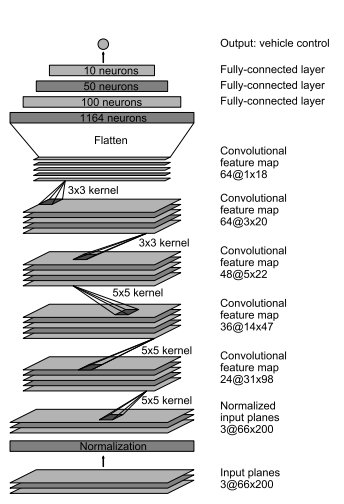 Output: vehicle control
10 neurons
Fully-connected layer
50 neurons
Fully-connected layer
100 neurons
Fully-connected layer
1164 neurons
Flatten
Convolutional
feature map
64@1x18
3x3 kernel
Convolutional
feature map
64@3x20
3x3 kernel
Convolutional
feature map
48@5x22
5x5 kernel
Convolutional
feature map
36@14x47
5x5 kernel
Convolutional
feature map
24@31x98
5x5 kernel
Normalized
input planes
3@66x200
Normalization
Input planes
3@66x200